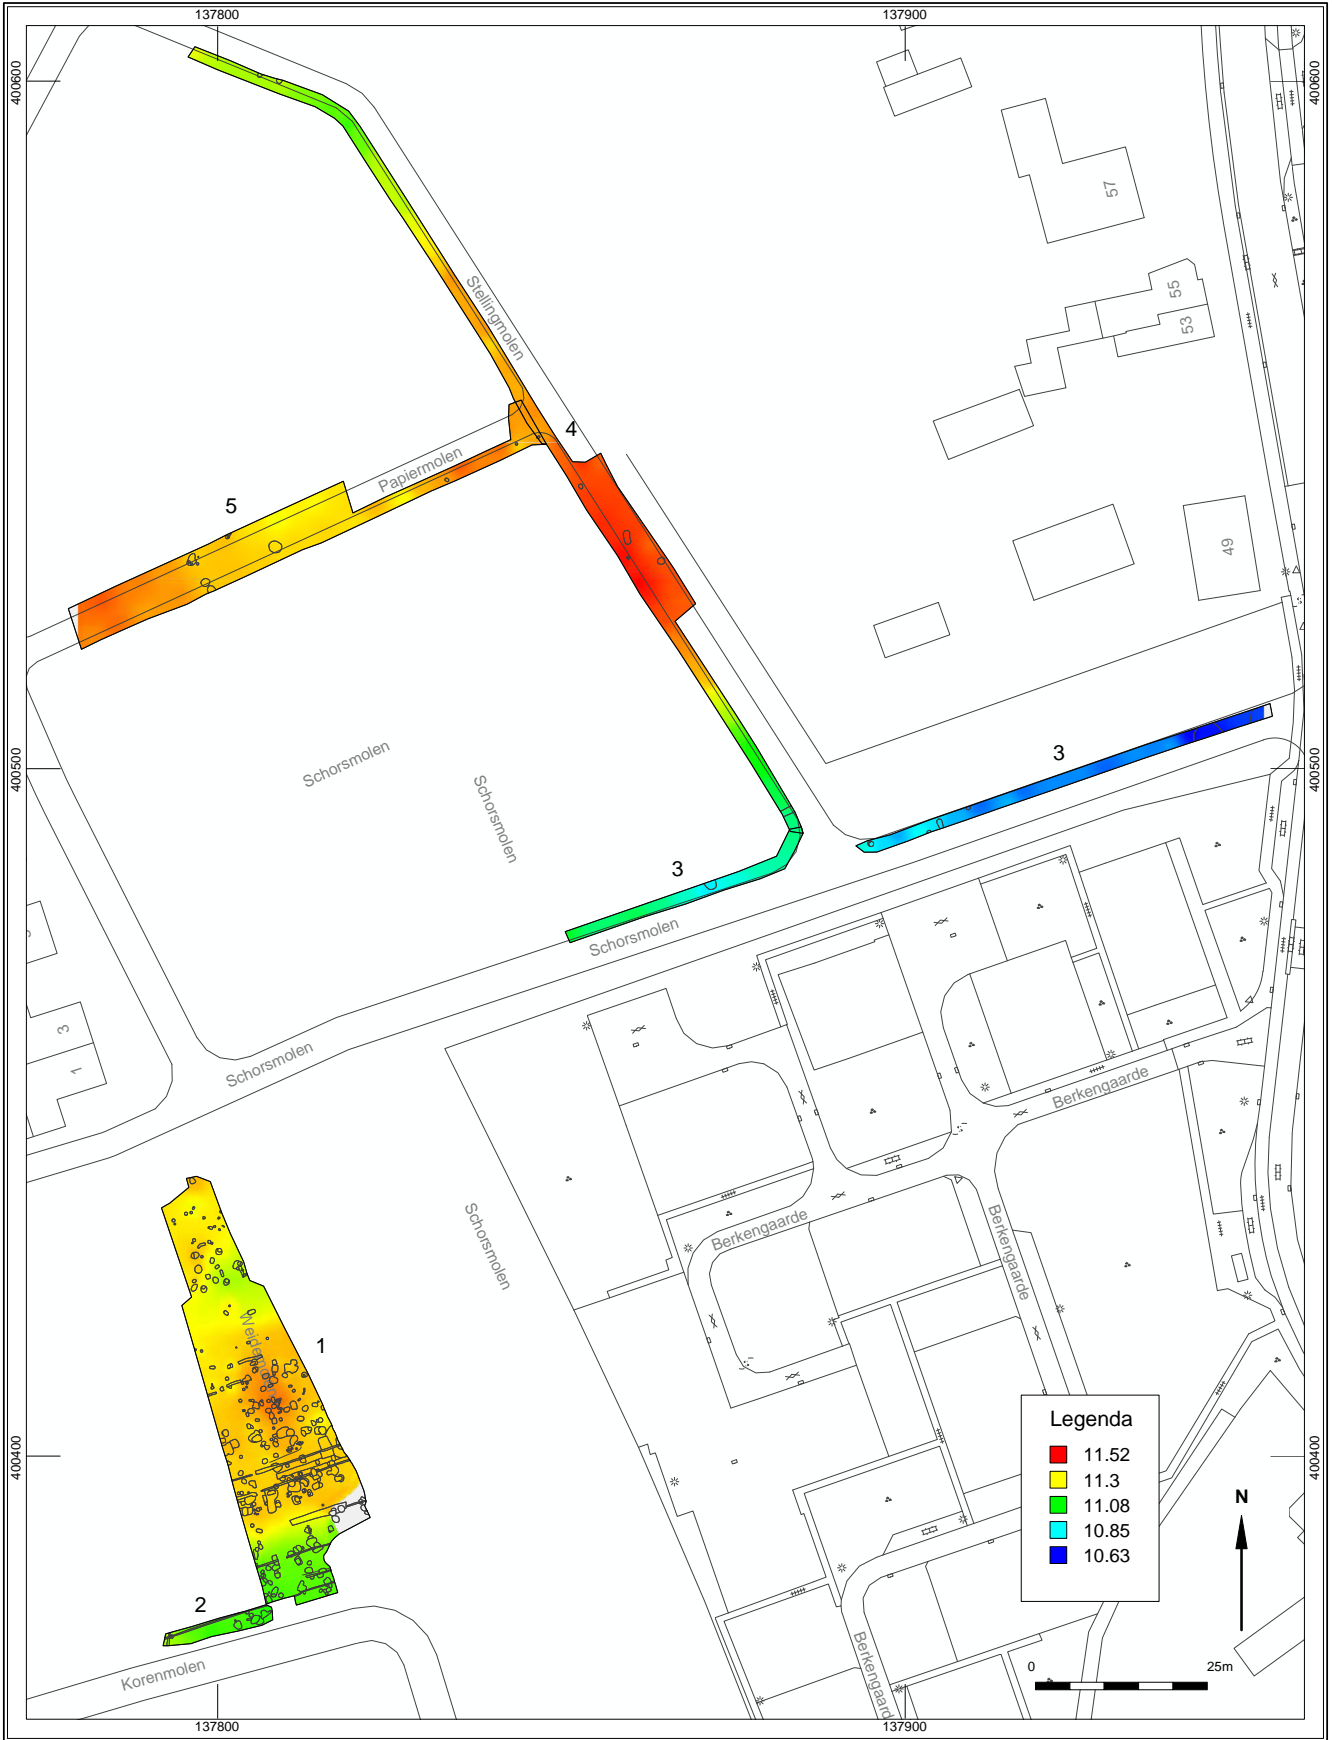 137800
137900
400600
400600
57
Stellingmolen
55
53
4
Papiermolen
5
49
3
Schorsmolen
400500
400500
Schorsmolen
3
Schorsmolen
3
1
Schorsmolen
Berkengaarde
Schorsmolen
Berkengaarde
Berkengaarde
1
Legenda
11.52
11.3
11.08
10.85
10.63
400400
400400
N
2
Korenmolen
Berkengaarde
0
25m
137800
137900